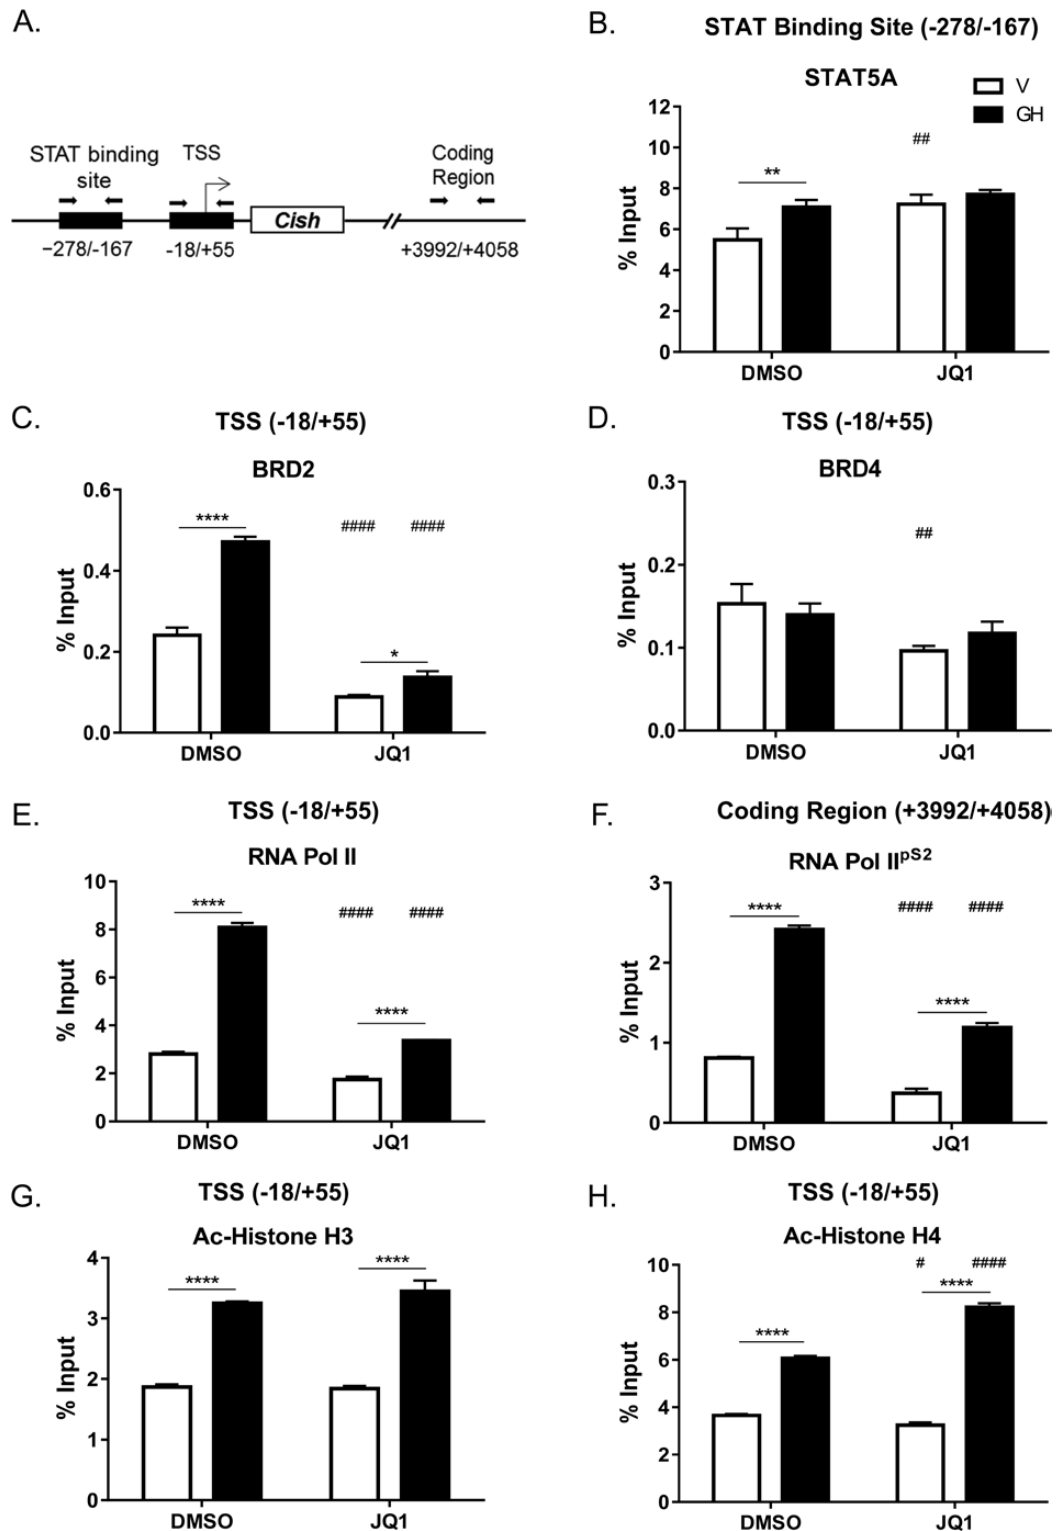 A.
STAT binding
site
TSS
Coding
Region
Cish
−278/-167
-18/+55
+3992/+4058
B.
STAT Binding Site (-278/-167)
STAT5A
V
GH
% Input
12
10
8
6
4
2
0
**
##
DMSO
JQ1
C.
TSS (-18/+55)
BRD2
% Input
0.6
0.4
0.2
0.0
****
####
####
*
DMSO
JQ1
D.
TSS (-18/+55)
BRD4
% Input
0.3
0.2
0.1
0.0
##
DMSO
JQ1
E.
TSS (-18/+55)
RNA Pol II
% Input
10
8
6
4
2
0
****
####
####
****
DMSO
JQ1
F.
Coding Region (+3992/+4058)
RNA Pol IIpS2
% Input
3
2
1
0
****
####
####
****
DMSO
JQ1
G.
TSS (-18/+55)
Ac-Histone H3
% Input
4
3
2
1
0
****
****
DMSO
JQ1
H.
TSS (-18/+55)
Ac-Histone H4
% Input
10
8
6
4
2
0
****
#
####
****
DMSO
JQ1